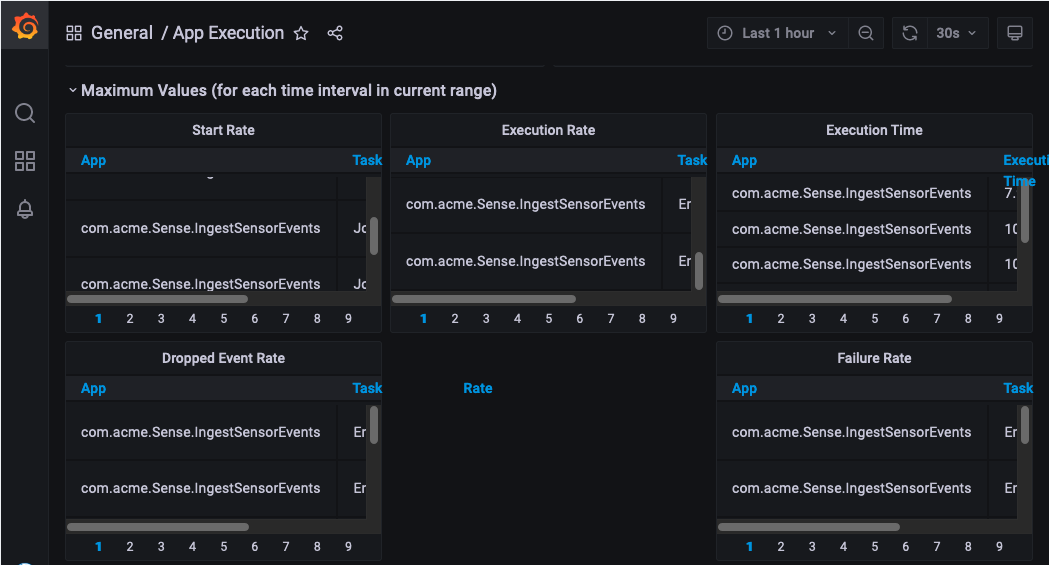 General / App Execution
Last 1 hour
30s
Maximum Values (for each time interval in current range)
Start Rate
App Task
com.acme.Sense.IngestSensorEvents Jo
com.acme.Sense.IngestSensorEvents Jo
1 2 3 4 5 6 7 8 9
Execution Rate
App Task
com.acme.Sense.IngestSensorEvents Er
com.acme.Sense.IngestSensorEvents Er
1 2 3 4 5 6 7 8 9
Execution Time
App Executi
Time
com.acme.Sense.IngestSensorEvents 7.
com.acme.Sense.IngestSensorEvents 10
com.acme.Sense.IngestSensorEvents 10
1 2 3 4 5 6 7 8 9
Dropped Event Rate
App Task
com.acme.Sense.IngestSensorEvents Er
com.acme.Sense.IngestSensorEvents Er
1 2 3 4 5 6 7 8 9
Rate
Failure Rate
App Task
com.acme.Sense.IngestSensorEvents Er
com.acme.Sense.IngestSensorEvents Er
1 2 3 4 5 6 7 8 9